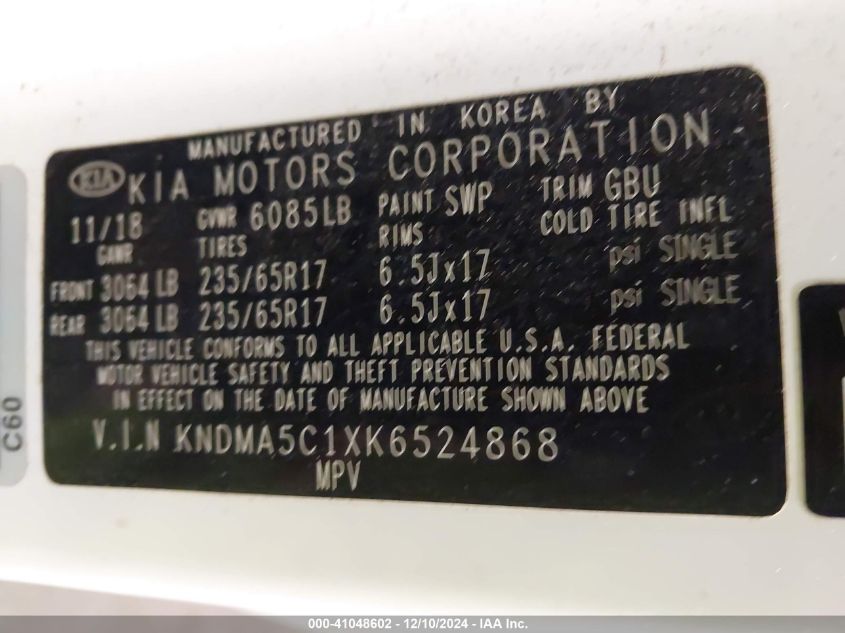 MANUFACTURED IN KOREA BY
KIA KIA MOTORS CORPORATION
11/18 GVWR 6085LB PAINT SWP TRIM GBU
GAWR TIRES RIMS COLD TIRE INFL
FRONT 3064 LB 235/65R17 6.5Jx17 psi SINGLE
REAR 3064 LB 235/65R17 6.5Jx17 psi SINGLE
THIS VEHICLE CONFORMS TO ALL APPLICABLE U.S.A. FEDERAL
MOTOR VEHICLE SAFETY AND THEFT PREVENTION STANDARDS
IN EFFECT ON THE DATE OF MANUFACTURE SHOWN ABOVE
V.I.N KNDMA5C1XK6524868
MPV
C60
000-41048602 - 12/10/2024 - IAA Inc.